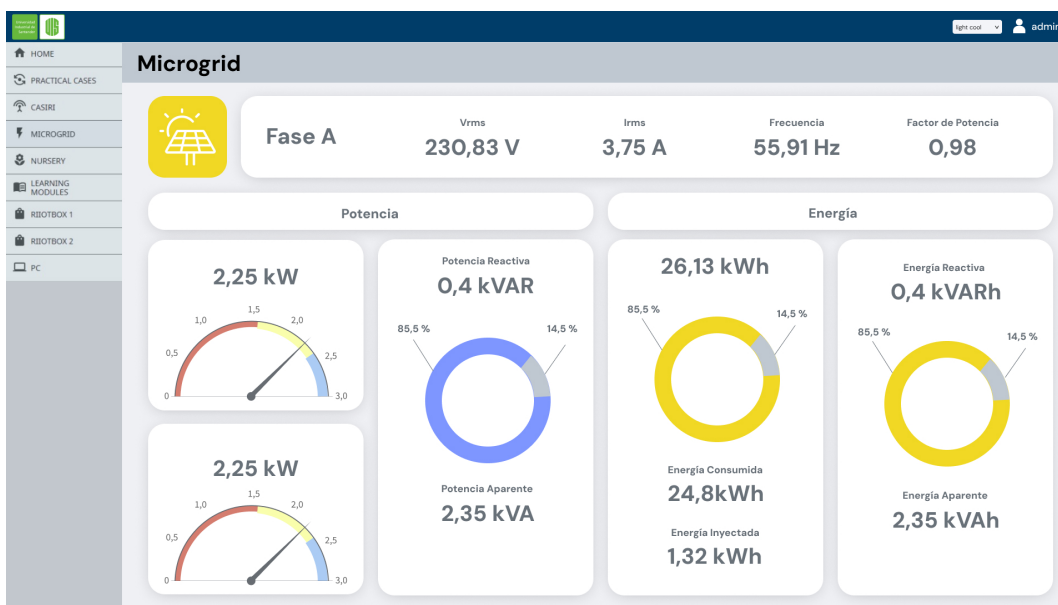 Universidad
Industrial de
Santander
light cool
admin
HOME
PRACTICAL CASES
CASIRI
MICROGRID
NURSERY
LEARNING
MODULES
RIIOTBOX 1
RIIOTBOX 2
PC
Microgrid
Fase A
Vrms
230,83 V
Irms
3,75 A
Frecuencia
55,91 Hz
Factor de Potencia
0,98
Potencia
Energía
2,25 kW
0
0,5
1,0
1,5
2,0
2,5
3,0
2,25 kW
0
0,5
1,0
1,5
2,0
2,5
3,0
Potencia Reactiva
0,4 kVAR
85,5 %
14,5 %
Potencia Aparente
2,35 kVA
26,13 kWh
85,5 %
14,5 %
Energía Consumida
24,8kWh
Energía Inyectada
1,32 kWh
Energía Reactiva
0,4 kVARh
85,5 %
14,5 %
Energía Aparente
2,35 kVAh